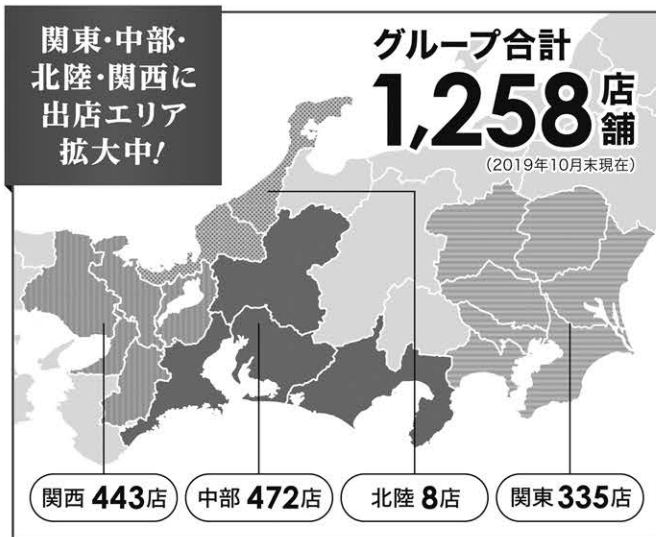 関東・中部・
北陸・関西に
出店エリア
拡大中!
グループ合計
1,258店舗
(2019年10月末現在)
関西 443店
中部 472店
北陸 8店
関東 335店